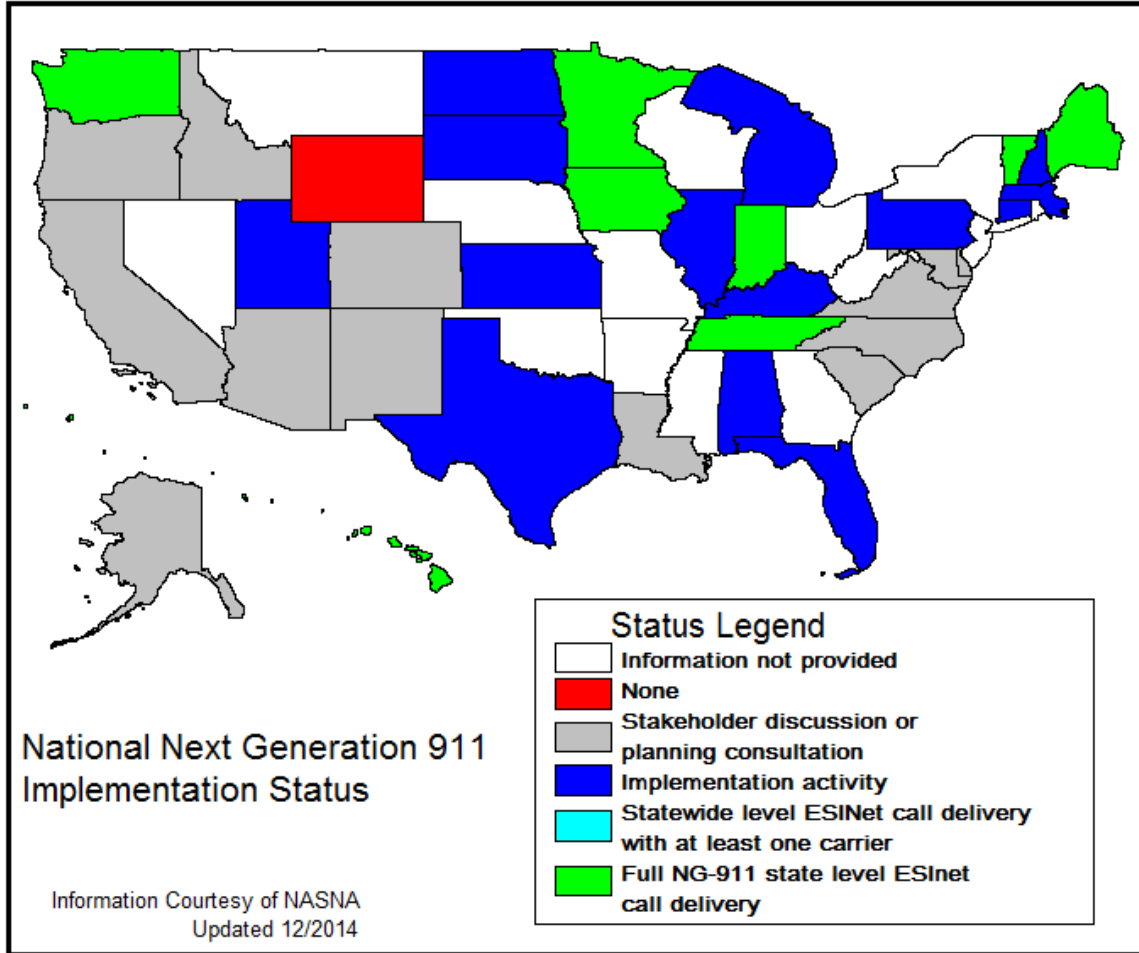 Status Legend
Information not provided
None
Stakeholder discussion or
planning consultation
Implementation activity
Statewide level ESINet call delivery
with at least one carrier
Full NG-911 state level ESInet
call delivery
National Next Generation 911
Implementation Status
Information Courtesy of NASNA
Updated 12/2014